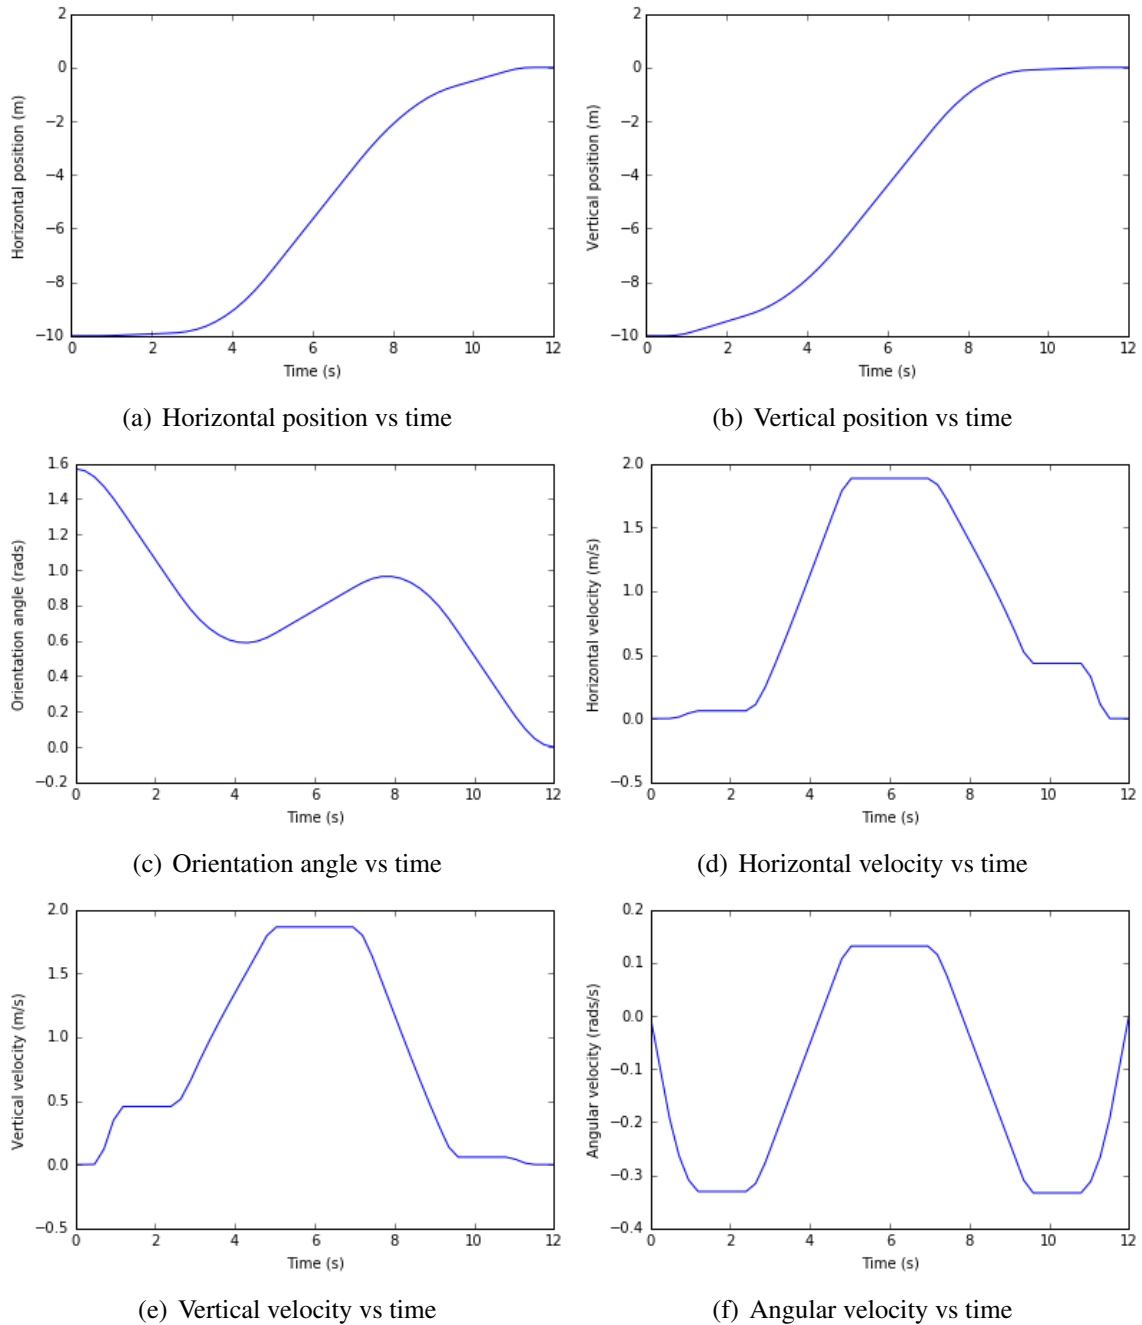 2
0
−2
−4
−6
−8
−10
Horizontal position (m)
0 2 4 6 8 10 12
Time (s)
(a) Horizontal position vs time
2
0
−2
−4
−6
−8
−10
Vertical position (m)
0 2 4 6 8 10 12
Time (s)
(b) Vertical position vs time
1.6
1.4
1.2
1.0
0.8
0.6
0.4
0.2
0.0
−0.2
Orientation angle (rads)
0 2 4 6 8 10 12
Time (s)
(c) Orientation angle vs time
2.0
1.5
1.0
0.5
0.0
−0.5
Horizontal velocity (m/s)
0 2 4 6 8 10 12
Time (s)
(d) Horizontal velocity vs time
2.0
1.5
1.0
0.5
0.0
−0.5
Vertical velocity (m/s)
0 2 4 6 8 10 12
Time (s)
(e) Vertical velocity vs time
0.2
0.1
0.0
−0.1
−0.2
−0.3
−0.4
Angular velocity (rads/s)
0 2 4 6 8 10 12
Time (s)
(f) Angular velocity vs time